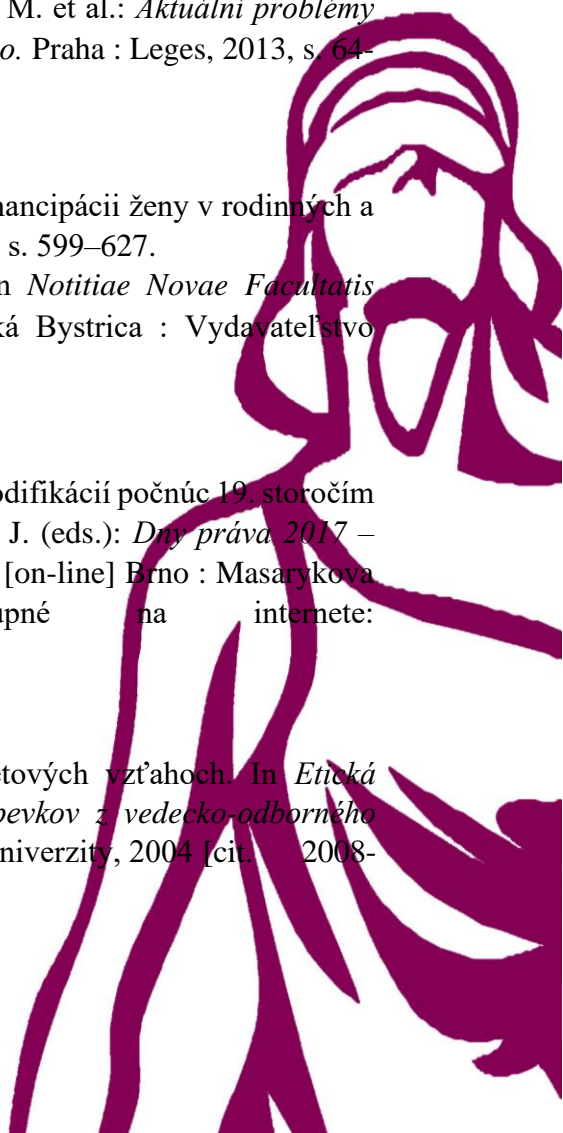 M. et al.: Aktuální problémy
o. Praha : Leges, 2013, s. 64-
nancipácii ženy v rodinných a
s. 599–627.
n Notitiae Novae Facultatis
ká Bystrica : Vydavateľstvo
odifikácií počnúc 19. storočím
J. (eds.): Dny práva 2017 –
[on-line] Brno : Masarykova
upné na internete:
etových vzťahoch. In Etická
pevkov z vedecko-odborného
niverzity, 2004 [cit. 2008-